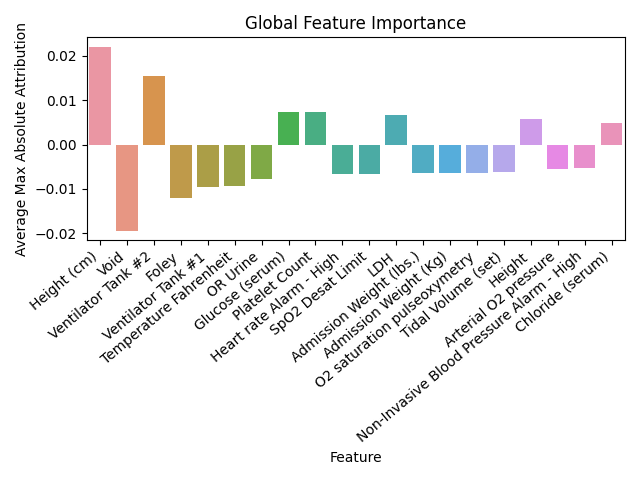 Global Feature Importance
Average Max Absolute Attribution
0.02
0.01
0.00
−0.01
−0.02
Height (cm)
Void
Ventilator Tank #2
Foley
Ventilator Tank #1
Temperature Fahrenheit
OR Urine
Glucose (serum)
Platelet Count
Heart rate Alarm - High
SpO2 Desat Limit
LDH
Admission Weight (lbs.)
Admission Weight (Kg)
O2 saturation pulseoxymetry
Tidal Volume (set)
Height
Arterial O2 pressure
Non-Invasive Blood Pressure Alarm - High
Chloride (serum)
Feature